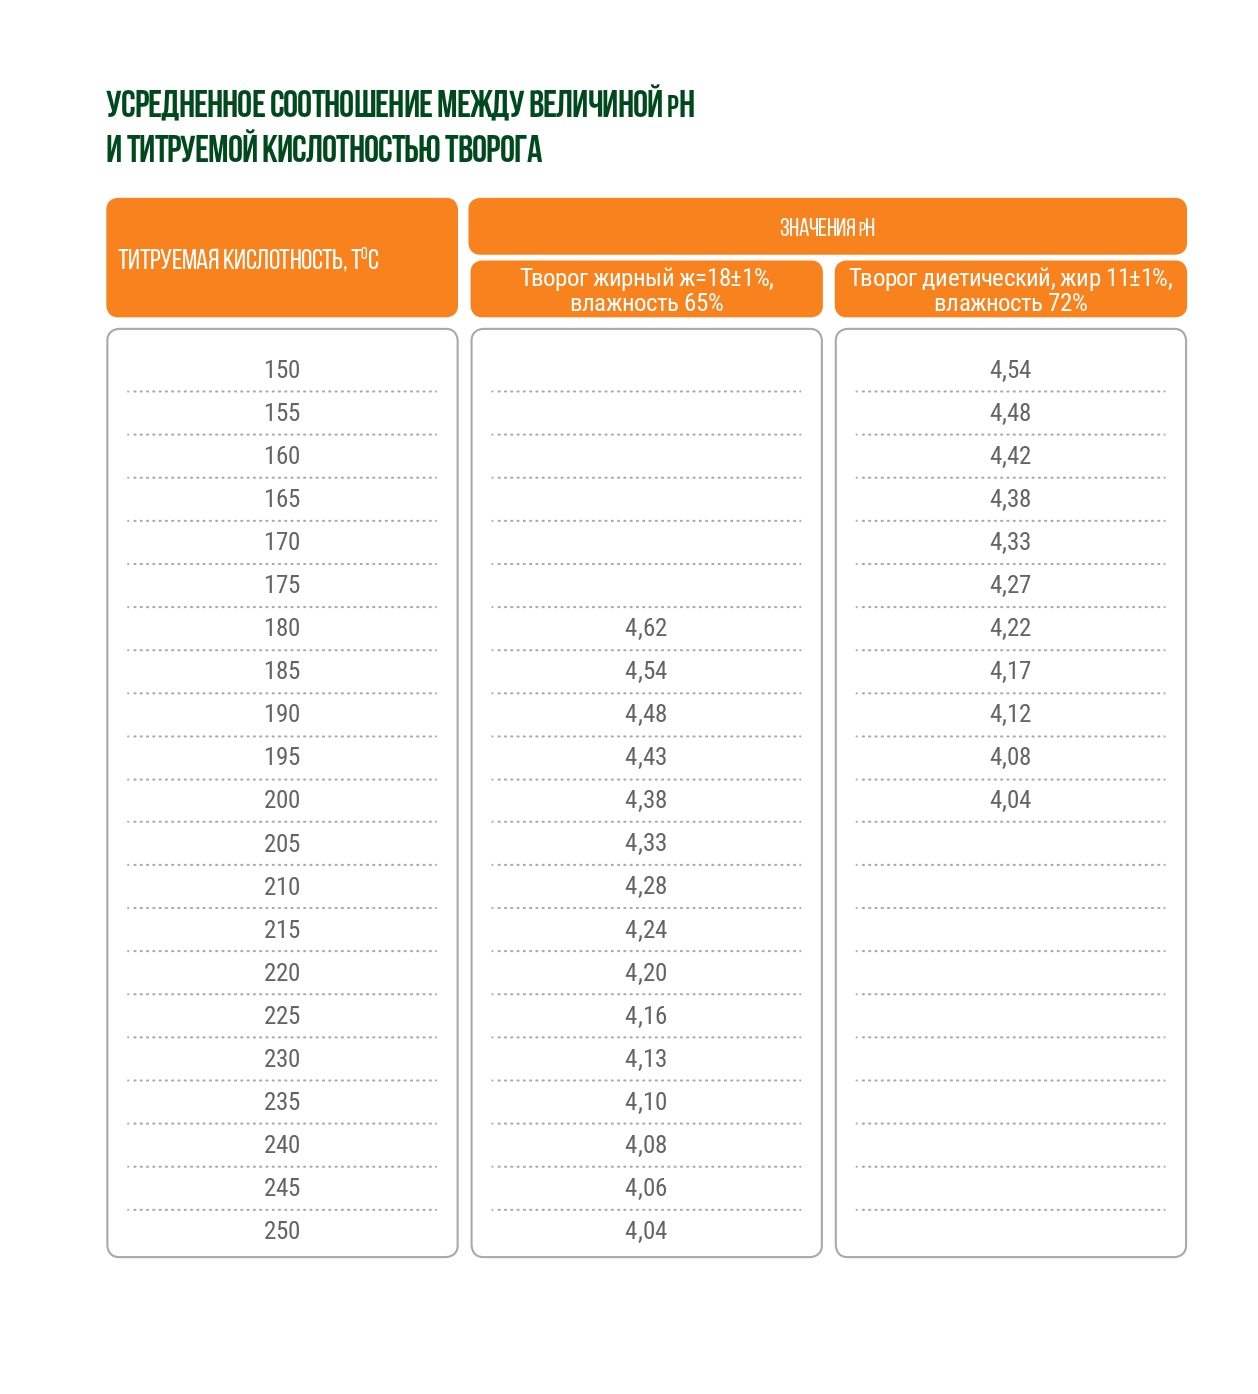 УСРЕДНЕННОЕ СООТНОШЕНИЕ МЕЖДУ ВЕЛИЧИНОЙ pH
И ТИТРУЕМОЙ КИСЛОТНОСТЬЮ ТВОРОГА
ТИТРУЕМАЯ КИСЛОТНОСТЬ, Т⁰С
ЗНАЧЕНИЯ pH
Творог жирный ж=18±1%,
влажность 65%
Творог диетический, жир 11±1%,
влажность 72%
150 4,54
155 4,48
160 4,42
165 4,38
170 4,33
175 4,27
180 4,62 4,22
185 4,54 4,17
190 4,48 4,12
195 4,43 4,08
200 4,38 4,04
205 4,33
210 4,28
215 4,24
220 4,20
225 4,16
230 4,13
235 4,10
240 4,08
245 4,06
250 4,04